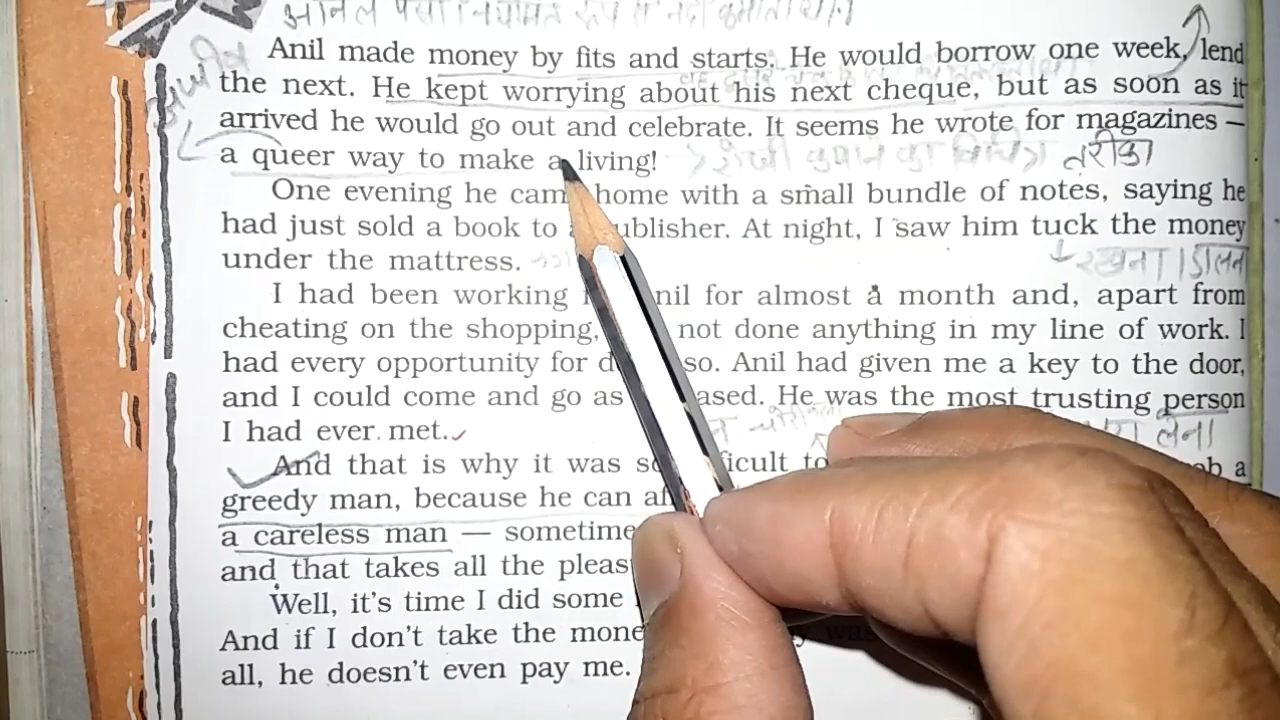 Anil made money by fits and starts. He would borrow one week, lend
the next. He kept worrying about his next cheque, but as soon as it
arrived he would go out and celebrate. It seems he wrote for magazines —
a queer way to make a living!
तरीका
One evening he came home with a small bundle of notes, saying he
had just sold a book to publisher. At night, I saw him tuck the money
रखना / डालना
under the mattress.
I had been working Anil for almost a month and, apart from
cheating on the shopping, not done anything in my line of work. I
had every opportunity for so. Anil had given me a key to the door,
and I could come and go as pleased. He was the most trusting person
लेना
I had ever met.
And that is why it was so difficult to rob a
greedy man, because he can
a careless man — sometime
and that takes all the
Well, it's time I did some
And if I don't take the
all, he doesn't even pay me.